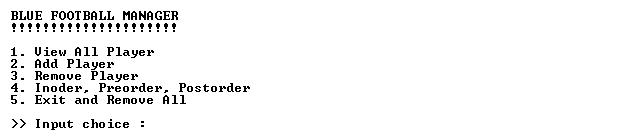 BLUE FOOTBALL MANAGER
!!!!!!!!!!!!!!!!!!!!!
1. View All Player
2. Add Player
3. Remove Player
4. Inoder, Preorder, Postorder
5. Exit and Remove All
>> Input choice :